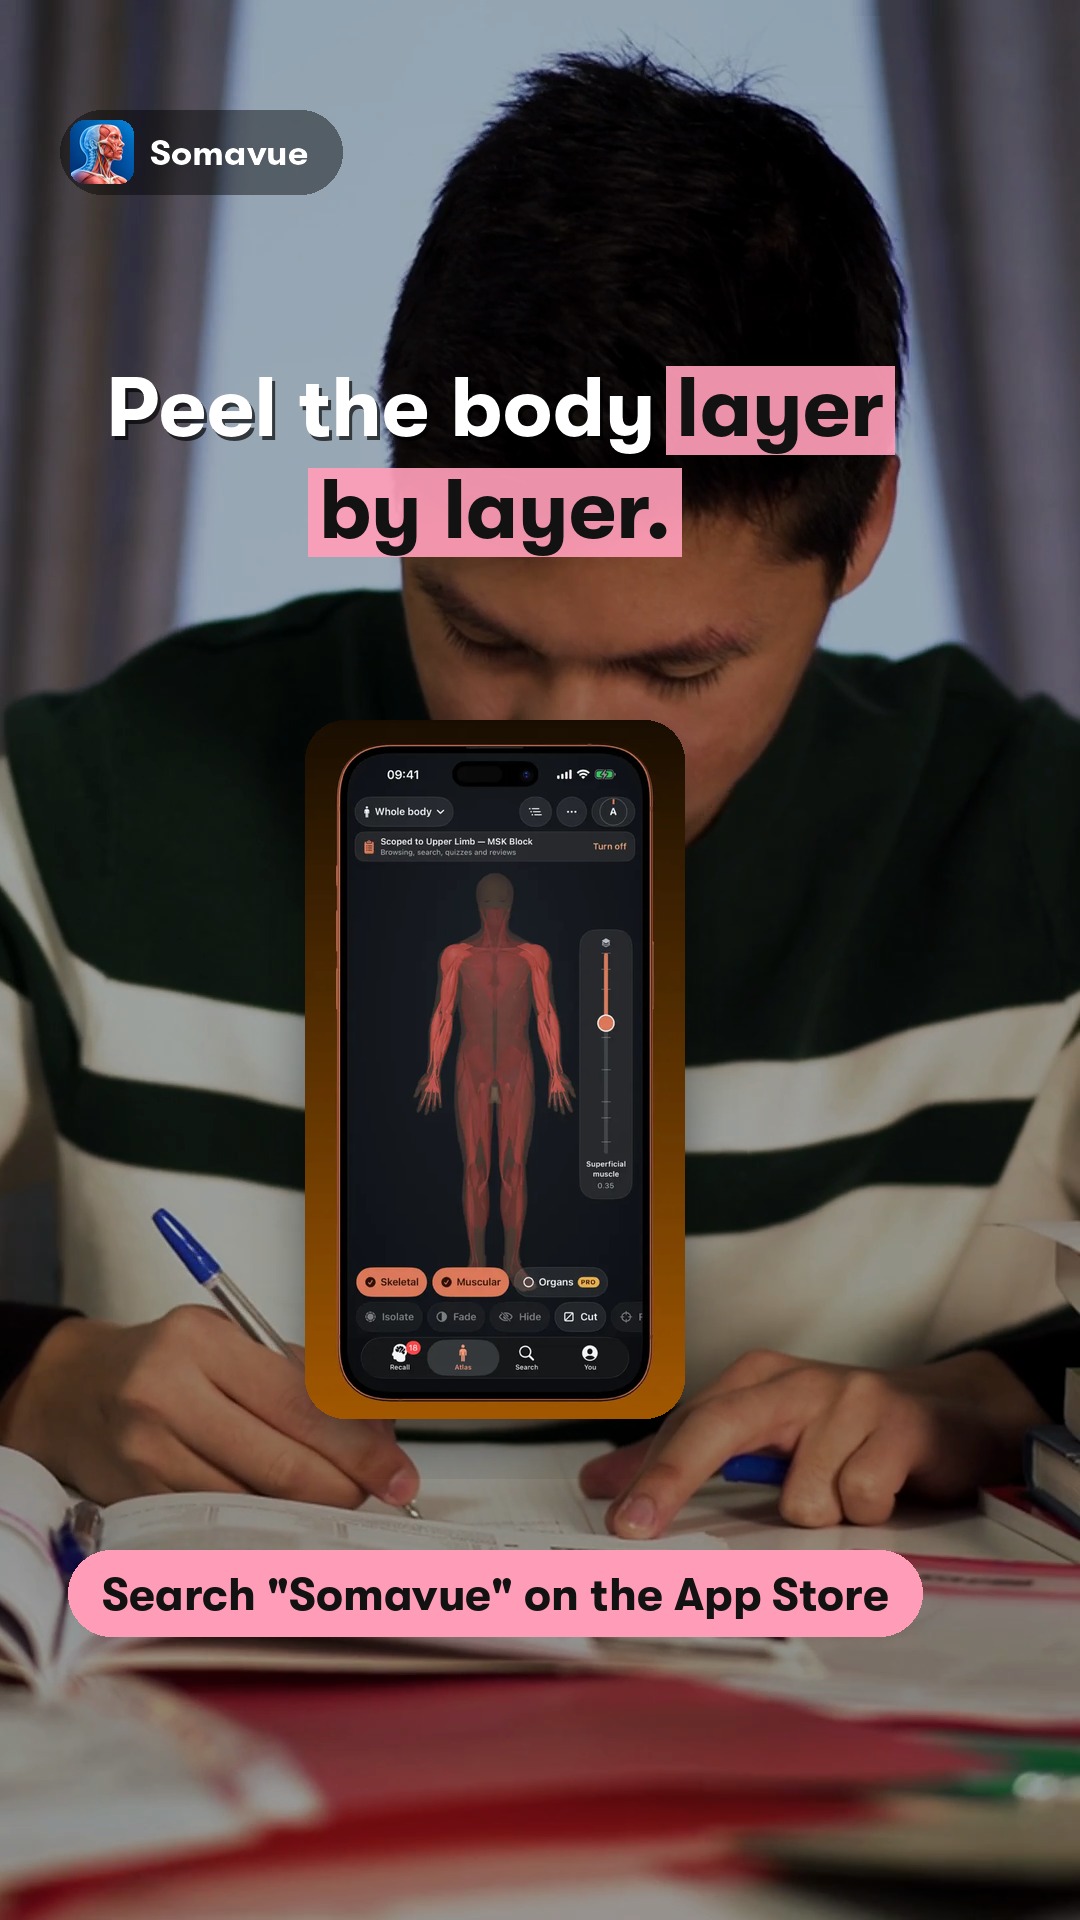 Somavue
Peel the body layer
by layer.
09:41
Whole body
A
Scoped to Upper Limb — MSK Block
Browsing, search, quizzes and reviews
Turn off
Superficial
muscle
0.35
Skeletal
Muscular
Organs PRO
Isolate
Fade
Hide
Cut
18
Recall
Atlas
Search
You
Search "Somavue" on the App Store